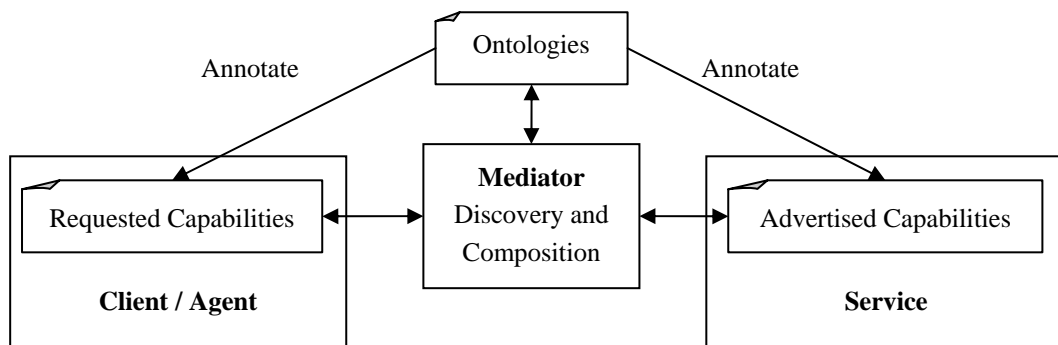 Ontologies
Annotate
Annotate
Mediator
Discovery and
Composition
Requested Capabilities
Advertised Capabilities
Client / Agent
Service